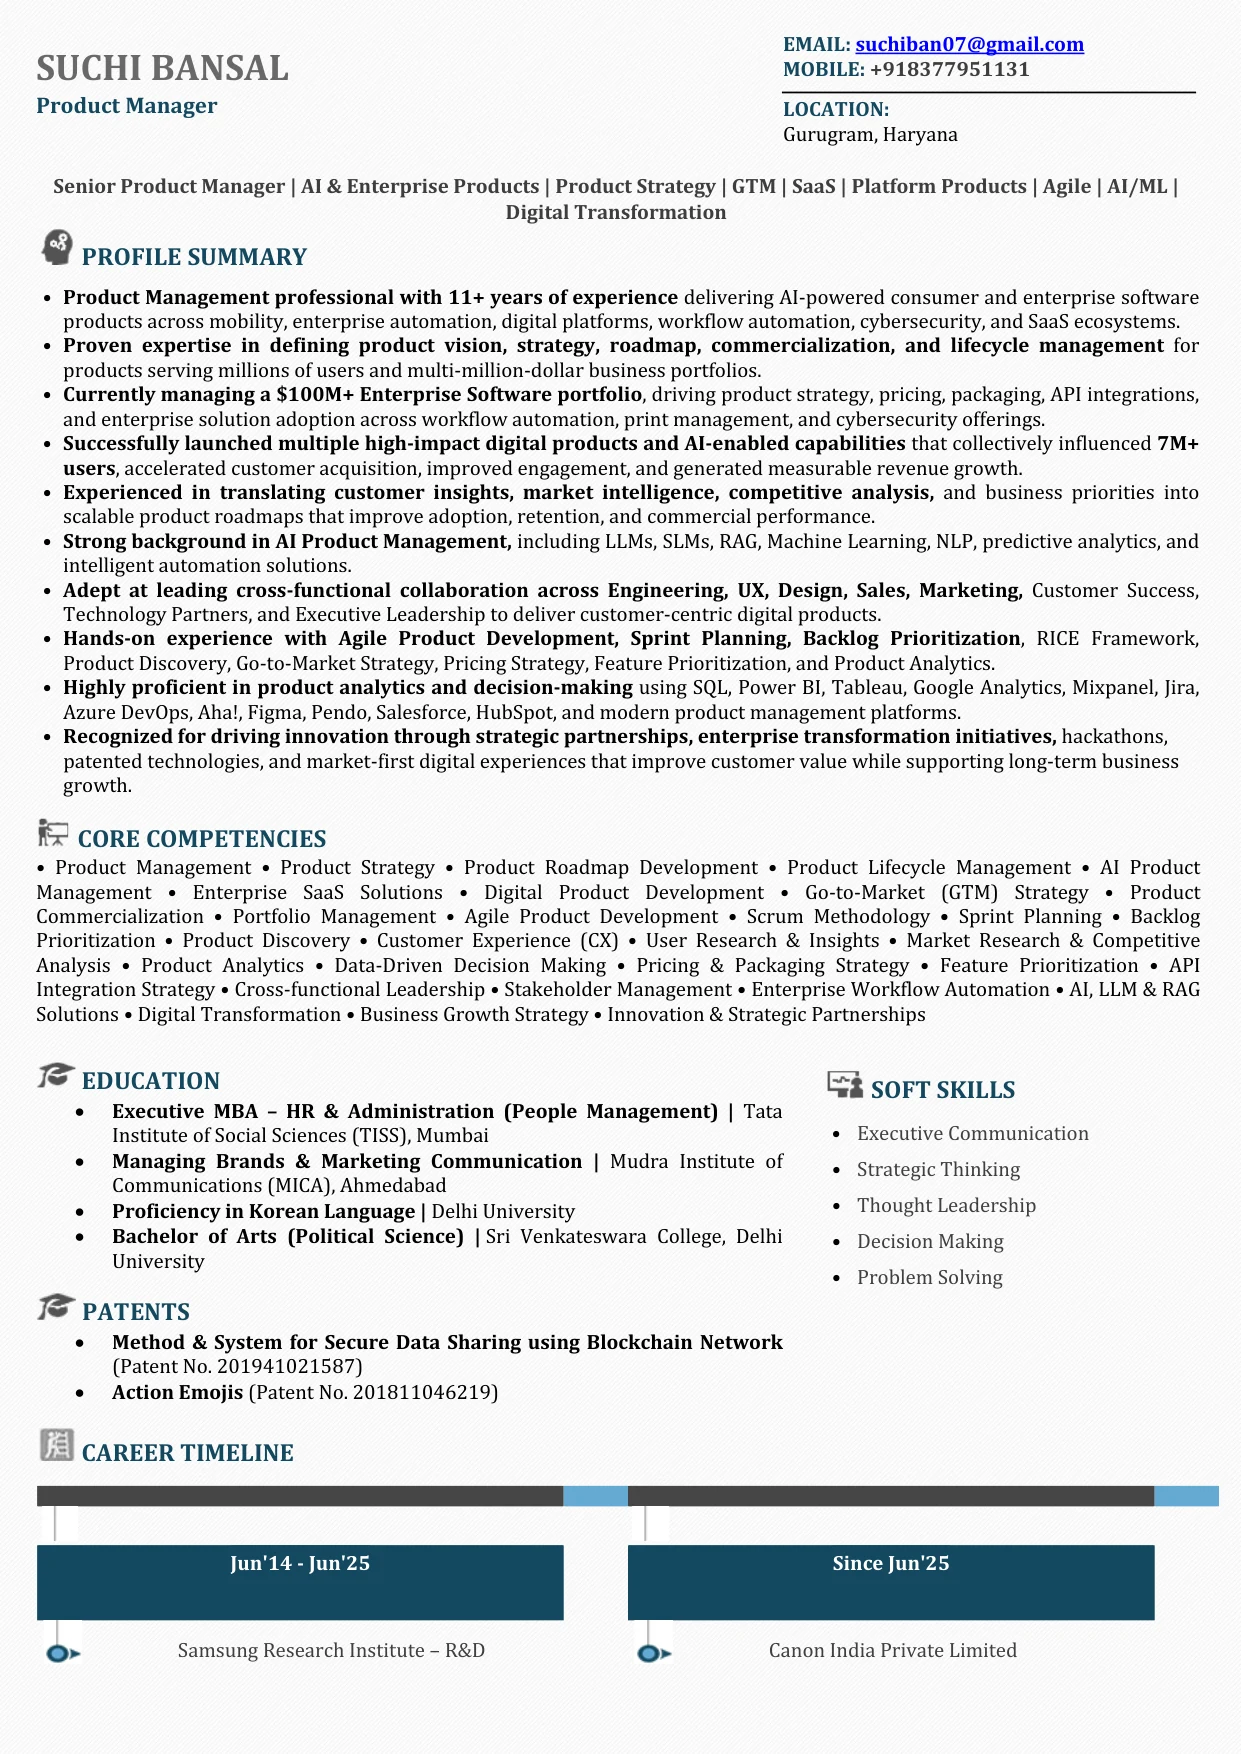 SUCHI BANSAL
Product Manager
EMAIL: suchiban07@gmail.com
MOBILE: +918377951131
LOCATION:
Gurugram, Haryana
Senior Product Manager | AI & Enterprise Products | Product Strategy | GTM | SaaS | Platform Products | Agile | AI/ML |
Digital Transformation
PROFILE SUMMARY
• Product Management professional with 11+ years of experience delivering AI-powered consumer and enterprise software
products across mobility, enterprise automation, digital platforms, workflow automation, cybersecurity, and SaaS ecosystems.
• Proven expertise in defining product vision, strategy, roadmap, commercialization, and lifecycle management for
products serving millions of users and multi-million-dollar business portfolios.
• Currently managing a $100M+ Enterprise Software portfolio, driving product strategy, pricing, packaging, API integrations,
and enterprise solution adoption across workflow automation, print management, and cybersecurity offerings.
• Successfully launched multiple high-impact digital products and AI-enabled capabilities that collectively influenced 7M+
users, accelerated customer acquisition, improved engagement, and generated measurable revenue growth.
• Experienced in translating customer insights, market intelligence, competitive analysis, and business priorities into
scalable product roadmaps that improve adoption, retention, and commercial performance.
• Strong background in AI Product Management, including LLMs, SLMs, RAG, Machine Learning, NLP, predictive analytics, and
intelligent automation solutions.
• Adept at leading cross-functional collaboration across Engineering, UX, Design, Sales, Marketing, Customer Success,
Technology Partners, and Executive Leadership to deliver customer-centric digital products.
• Hands-on experience with Agile Product Development, Sprint Planning, Backlog Prioritization, RICE Framework,
Product Discovery, Go-to-Market Strategy, Pricing Strategy, Feature Prioritization, and Product Analytics.
• Highly proficient in product analytics and decision-making using SQL, Power BI, Tableau, Google Analytics, Mixpanel, Jira,
Azure DevOps, Aha!, Figma, Pendo, Salesforce, HubSpot, and modern product management platforms.
• Recognized for driving innovation through strategic partnerships, enterprise transformation initiatives, hackathons,
patented technologies, and market-first digital experiences that improve customer value while supporting long-term business
growth.
CORE COMPETENCIES
• Product Management • Product Strategy • Product Roadmap Development • Product Lifecycle Management • AI Product
Management • Enterprise SaaS Solutions • Digital Product Development • Go-to-Market (GTM) Strategy • Product
Commercialization • Portfolio Management • Agile Product Development • Scrum Methodology • Sprint Planning • Backlog
Prioritization • Product Discovery • Customer Experience (CX) • User Research & Insights • Market Research & Competitive
Analysis • Product Analytics • Data-Driven Decision Making • Pricing & Packaging Strategy • Feature Prioritization • API
Integration Strategy • Cross-functional Leadership • Stakeholder Management • Enterprise Workflow Automation • AI, LLM & RAG
Solutions • Digital Transformation • Business Growth Strategy • Innovation & Strategic Partnerships
EDUCATION
• Executive MBA – HR & Administration (People Management) | Tata
Institute of Social Sciences (TISS), Mumbai
• Managing Brands & Marketing Communication | Mudra Institute of
Communications (MICA), Ahmedabad
• Proficiency in Korean Language | Delhi University
• Bachelor of Arts (Political Science) | Sri Venkateswara College, Delhi
University
PATENTS
• Method & System for Secure Data Sharing using Blockchain Network
(Patent No. 201941021587)
• Action Emojis (Patent No. 201811046219)
SOFT SKILLS
• Executive Communication
• Strategic Thinking
• Thought Leadership
• Decision Making
• Problem Solving
CAREER TIMELINE
Jun'14 - Jun'25
Since Jun'25
Samsung Research Institute – R&D
Canon India Private Limited